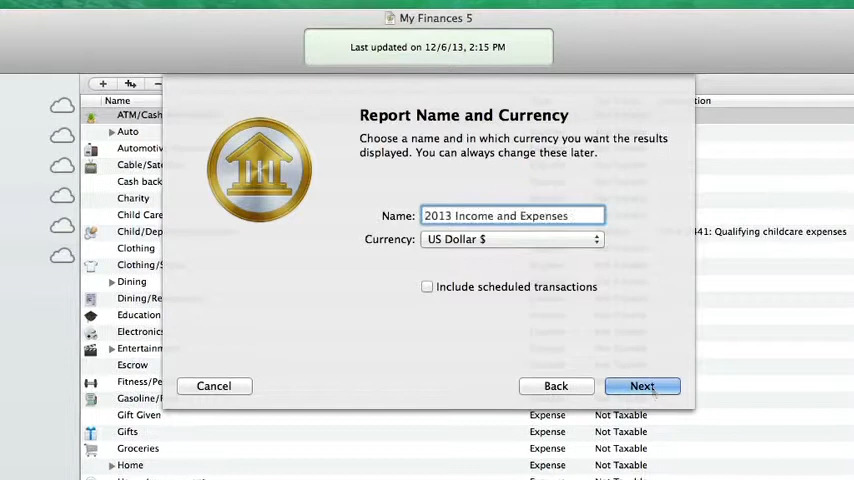 My Finances 5
Last updated on 12/6/13, 2:15 PM
Name
ATM/Cash
Auto
Automotiv
Cable/Sate
Cash back
Charity
Child Care
Child/Dep
441: Qualifying childcare expenses
Clothing
Clothing/S
Dining
Dining/Re
Education
Electronics
Entertainm
Escrow
Fitness/Pe
Gasoline/
Gift Given Expense Not Taxable
Gifts Expense Not Taxable
Groceries Expense Not Taxable
Home Expense Not Taxable
Report Name and Currency
Choose a name and in which currency you want the results
displayed. You can always change these later.
Name: 2013 Income and Expenses
Currency: US Dollar $
Include scheduled transactions
Cancel Back Next